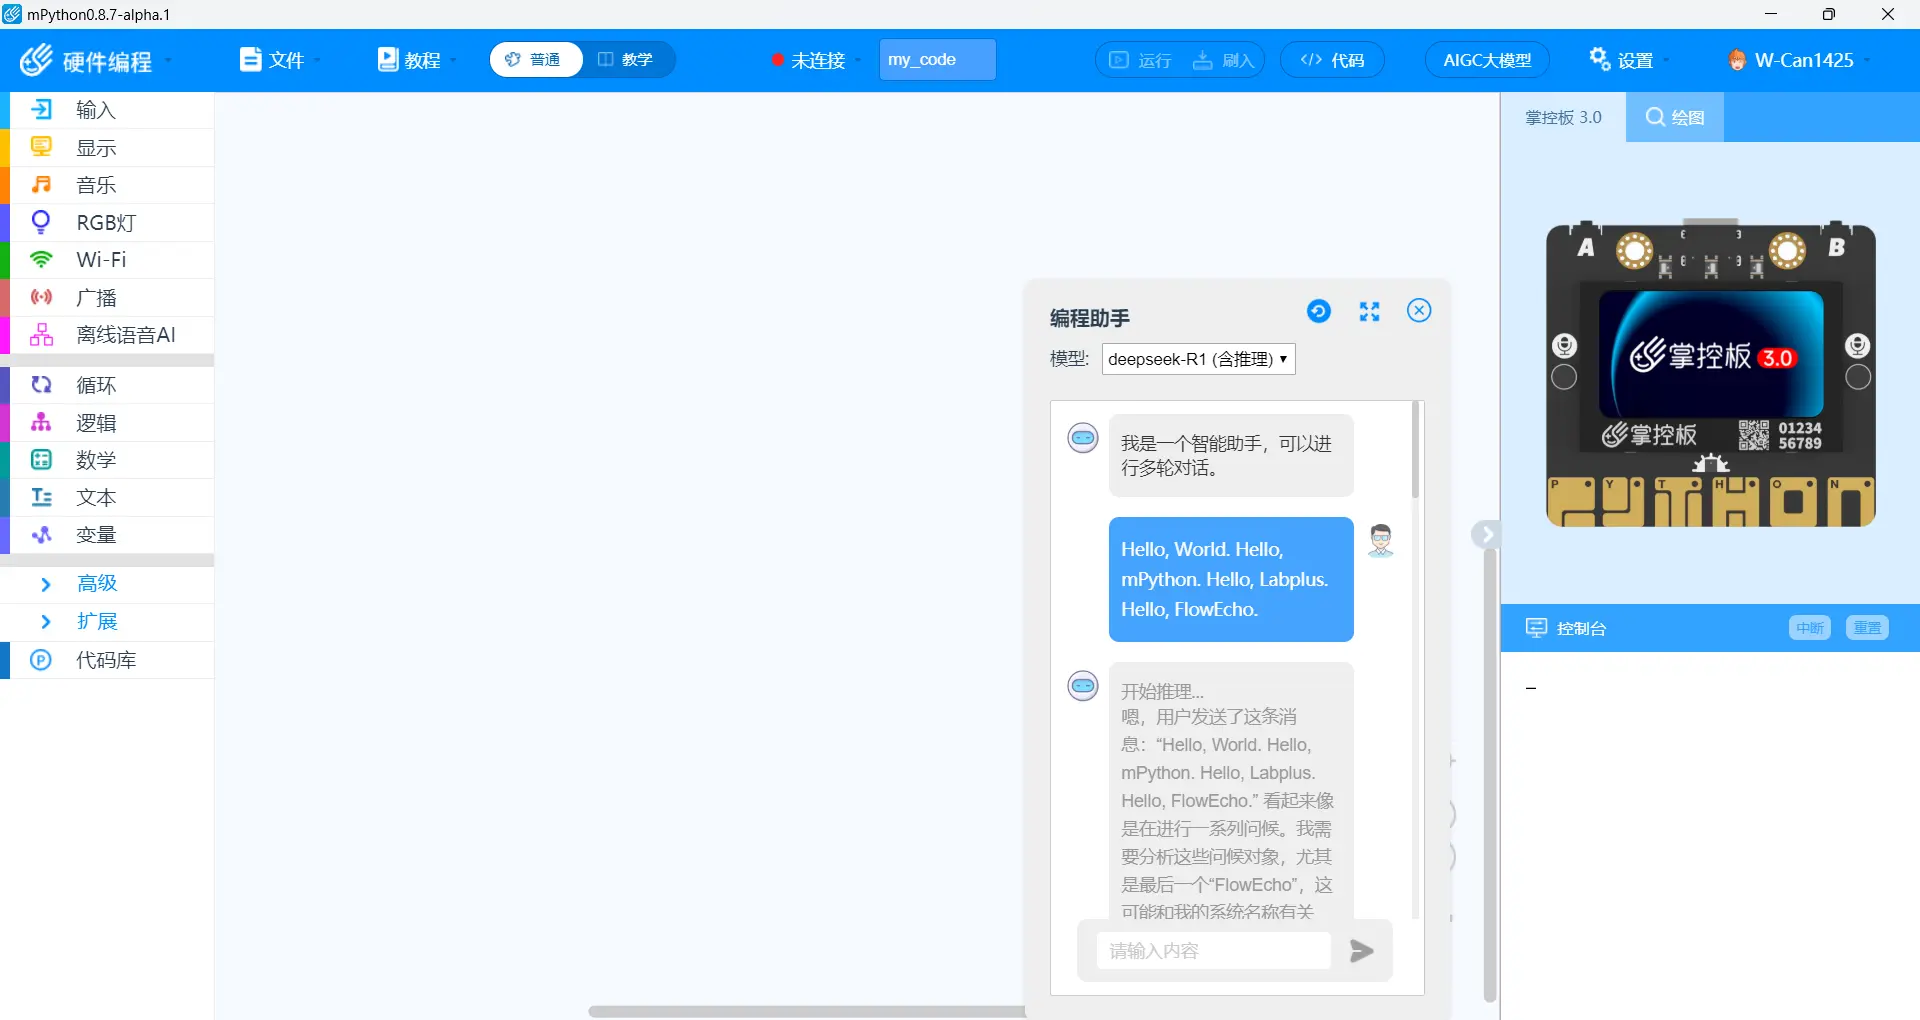 mPython0.8.7-alpha.1
硬件编程
文件
教程
普通
教学
未连接
my_code
运行
刷入
</> 代码
AIGC大模型
设置
W-Can1425
输入
显示
音乐
RGB灯
Wi-Fi
广播
离线语音AI
循环
逻辑
数学
文本
变量
高级
扩展
代码库
编程助手
模型:
deepseek-R1 (含推理)
我是一个智能助手，可以进
行多轮对话。
Hello, World. Hello,
mPython. Hello, Labplus.
Hello, FlowEcho.
开始推理...
嗯，用户发送了这条消
息：“Hello, World. Hello,
mPython. Hello, Labplus.
Hello, FlowEcho.” 看起来像
是在进行一系列问候。我需
要分析这些问候对象，尤其
是最后一个“FlowEcho”，这
可能和我的系统名称有关
请输入内容
掌控板 3.0
绘图
A
B
掌控板 3.0
掌控板
01234
56789
P Y T H O N
控制台
中断
重置